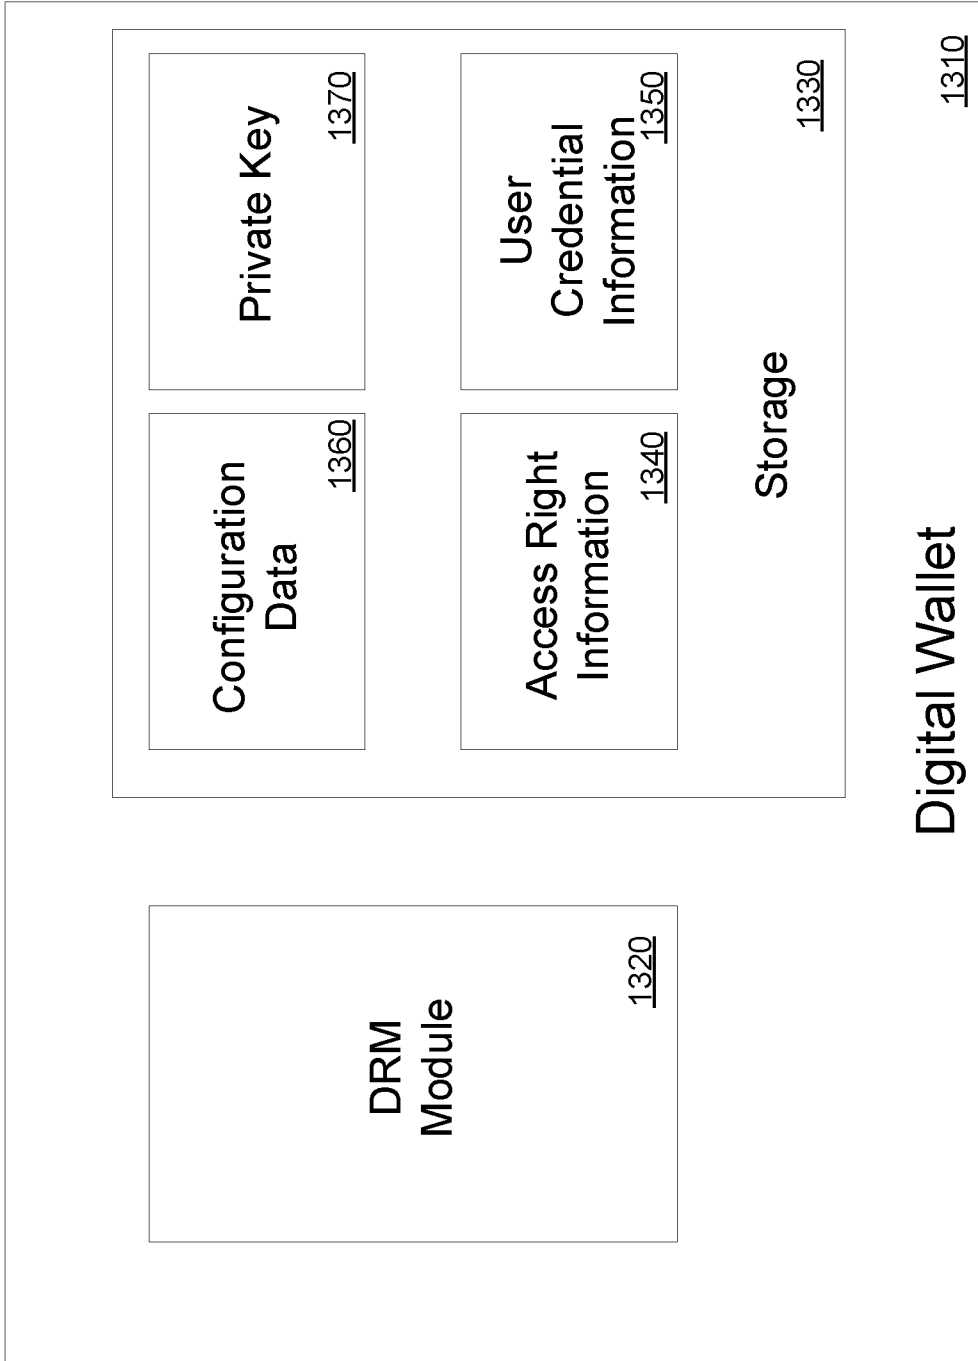 DRM
Module
1320
Configuration
Data
1360
Private Key
1370
Access Right
Information
1340
User
Credential
Information
1350
Storage
1330
Digital Wallet
1310